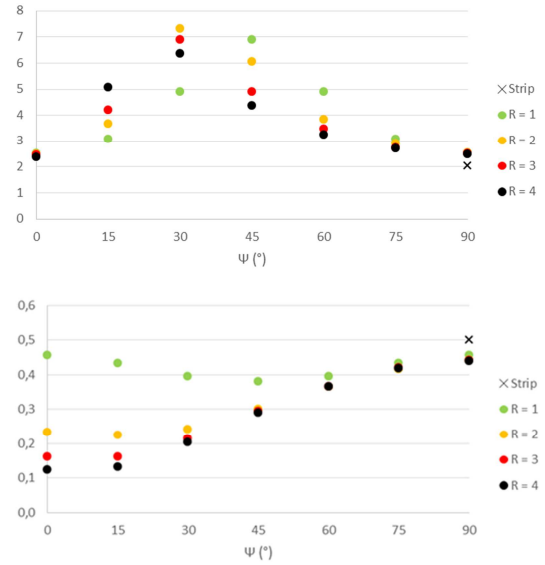 8
7
6
5
4
3
2
1
0
0 15 30 45 60 75 90
Ψ (°)
× Strip
R = 1
R − 2
R = 3
R = 4
0,6
0,5
0,4
0,3
0,2
0,1
0,0
0 15 30 45 60 75 90
Ψ (°)
× Strip
R = 1
R = 2
R = 3
R = 4